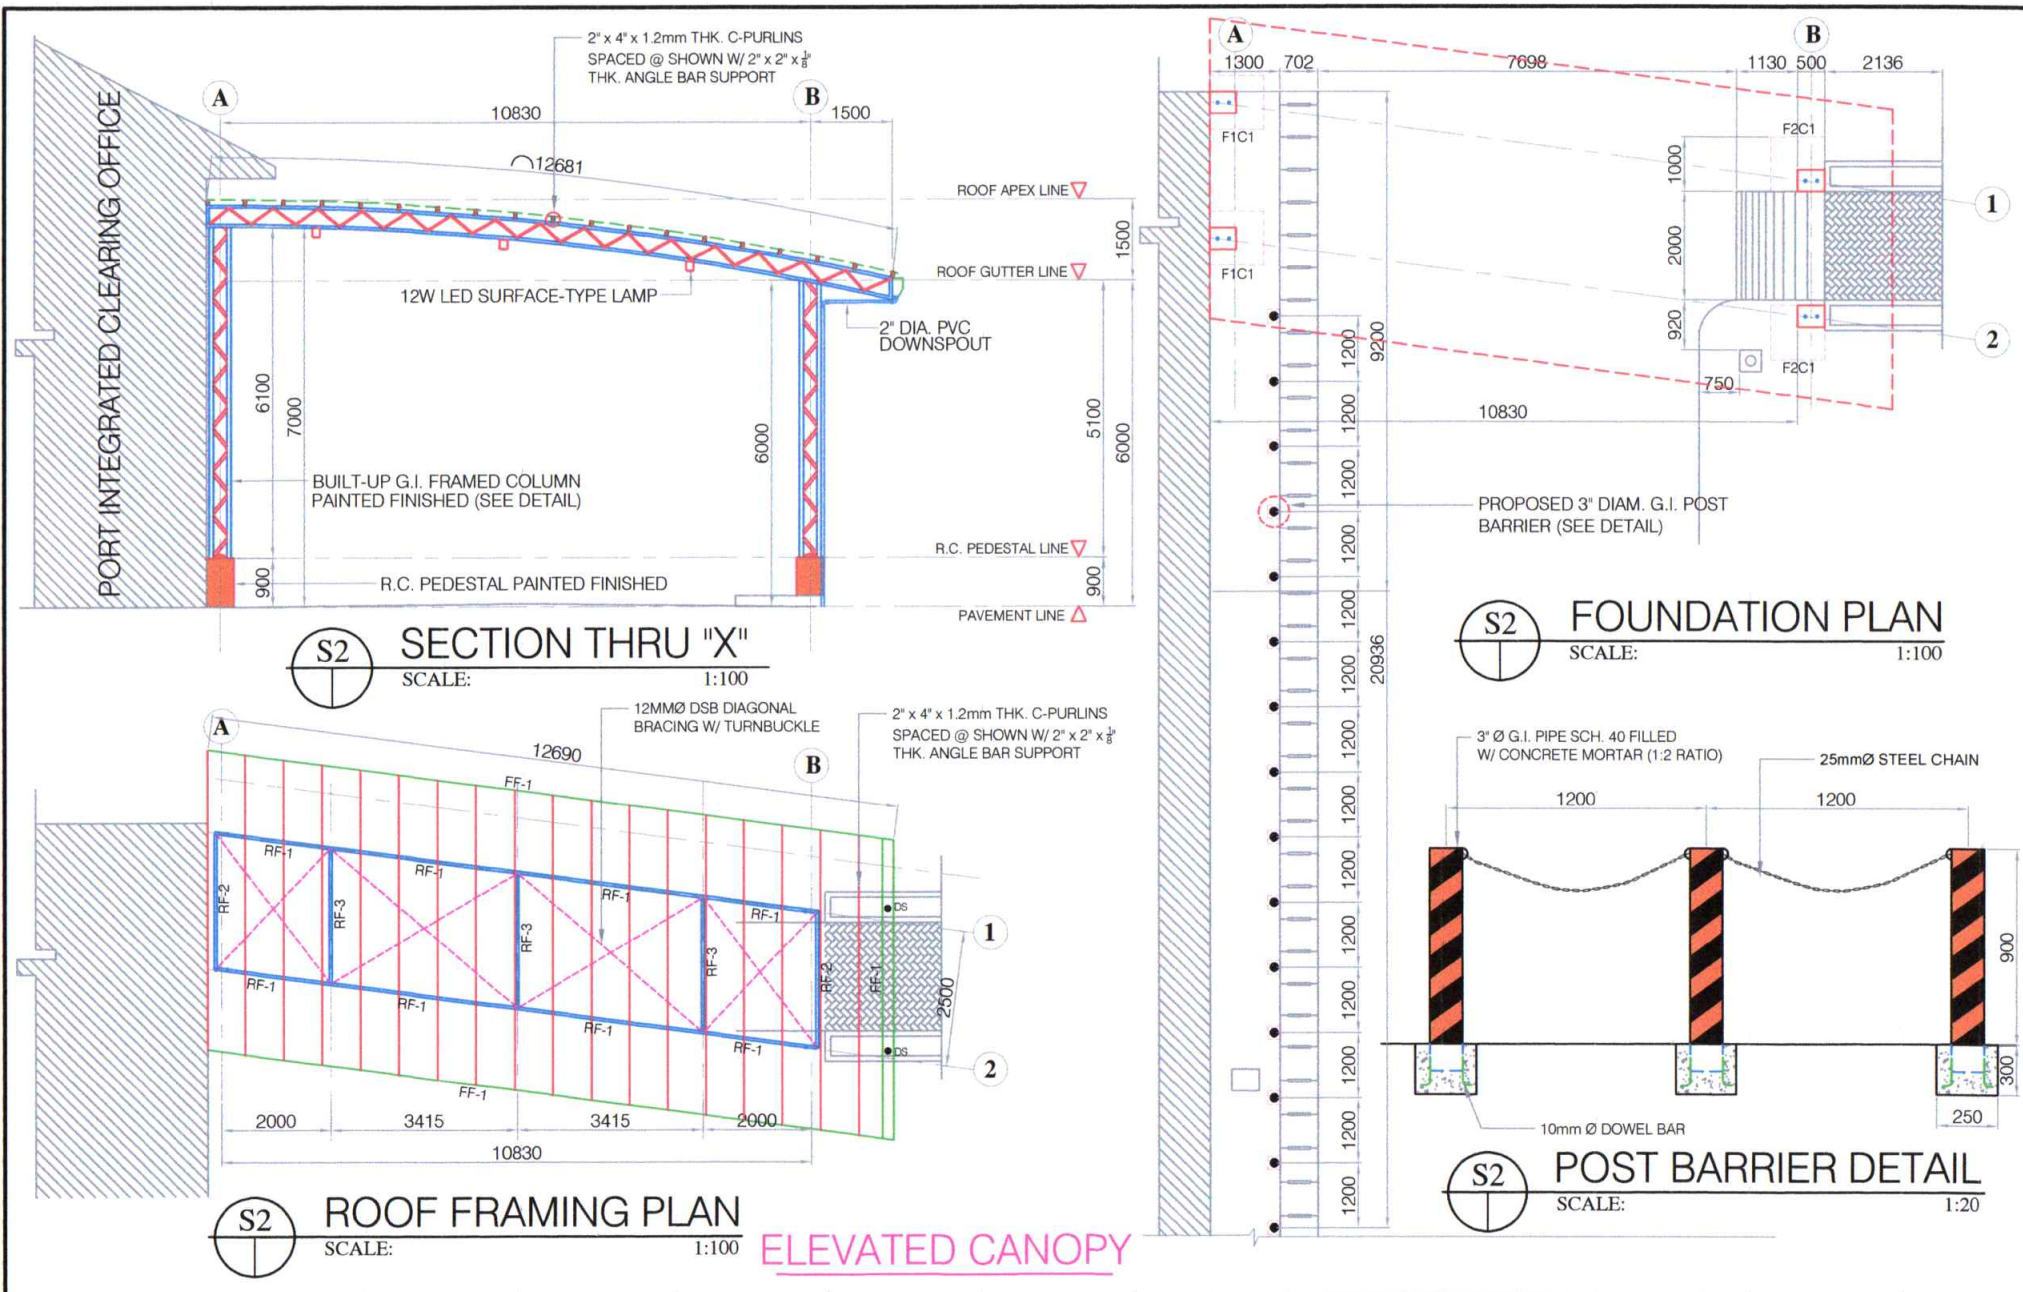 2" x 4" x 1.2mm THK. C-PURLINS
SPACED @ SHOWN W/ 2" x 2" x 1/8"
THK. ANGLE BAR SUPPORT
A
B
10830
1500
12681
PORT INTEGRATED CLEARING OFFICE
ROOF APEX LINE
1500
ROOF GUTTER LINE
12W LED SURFACE-TYPE LAMP
2" DIA. PVC
DOWNSPOUT
6100
7000
6000
5100
6000
BUILT-UP G.I. FRAMED COLUMN
PAINTED FINISHED (SEE DETAIL)
R.C. PEDESTAL LINE
900
R.C. PEDESTAL PAINTED FINISHED
900
PAVEMENT LINE
S2
SECTION THRU "X"
SCALE:
1:100
12MMØ DSB DIAGONAL
BRACING W/ TURNBUCKLE
2" x 4" x 1.2mm THK. C-PURLINS
SPACED @ SHOWN W/ 2" x 2" x 1/8"
THK. ANGLE BAR SUPPORT
A
B
12690
FF-1
RF-1
RF-1
RF-1
RF-1
RF-2
RF-3
RF-3
RF-3
RF-2
FF-1
DS
1
2500
RF-1
RF-1
RF-1
RF-1
DS
2
FF-1
2000
3415
3415
2000
10830
S2
ROOF FRAMING PLAN
SCALE:
1:100
ELEVATED CANOPY
A
B
1300
702
7698
1130
500
2136
F1C1
F2C1
1000
1
2000
F1C1
920
2
F2C1
750
10830
9200
20936
1200
1200
1200
1200
1200
1200
1200
1200
1200
1200
1200
1200
1200
1200
PROPOSED 3" DIAM. G.I. POST
BARRIER (SEE DETAIL)
S2
FOUNDATION PLAN
SCALE:
1:100
3" Ø G.I. PIPE SCH. 40 FILLED
W/ CONCRETE MORTAR (1:2 RATIO)
25mmØ STEEL CHAIN
1200
1200
900
300
250
10mm Ø DOWEL BAR
S2
POST BARRIER DETAIL
SCALE:
1:20